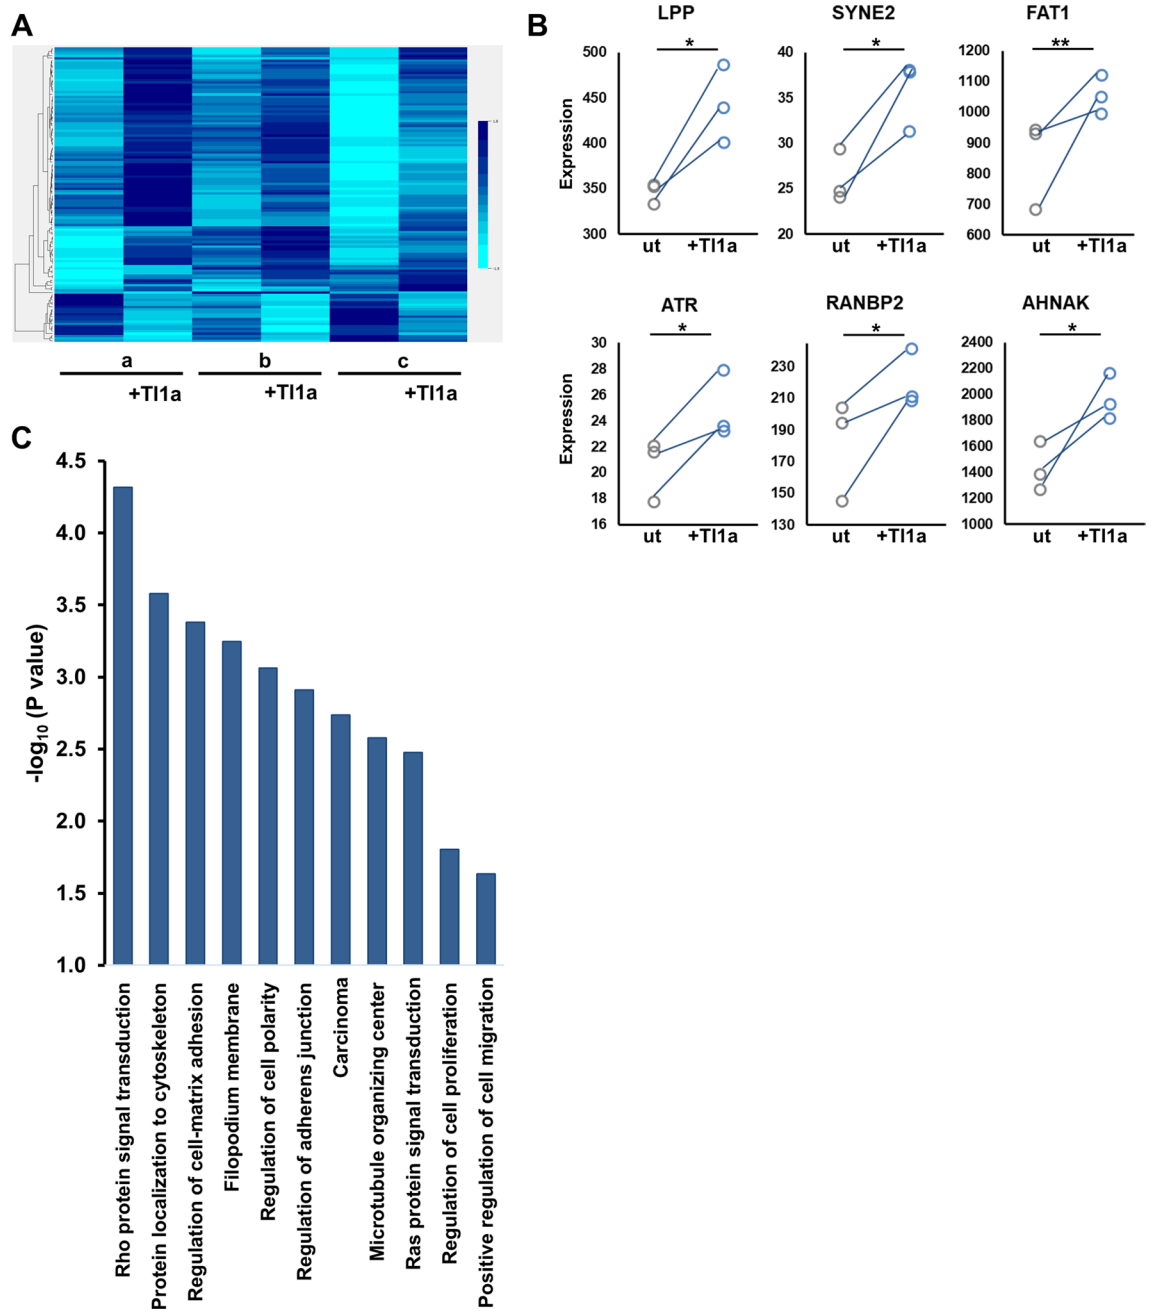 A
a
b
c
+Tl1a
+Tl1a
+Tl1a
B
LPP
SYNE2
FAT1
*
*
**
Expression
500
450
400
350
300
40
35
30
25
20
1200
1100
1000
900
800
700
600
ut
+Tl1a
ut
+Tl1a
ut
+Tl1a
ATR
RANBP2
AHNAK
*
*
*
Expression
30
28
26
24
22
20
18
16
230
210
190
170
150
130
2400
2200
2000
1800
1600
1400
1200
1000
ut
+Tl1a
ut
+Tl1a
ut
+Tl1a
C
-log10 (P value)
4.5
4.0
3.5
3.0
2.5
2.0
1.5
1.0
Rho protein signal transduction
Protein localization to cytoskeleton
Regulation of cell-matrix adhesion
Filopodium membrane
Regulation of cell polarity
Regulation of adherens junction
Carcinoma
Microtubule organizing center
Ras protein signal transduction
Regulation of cell proliferation
Positive regulation of cell migration